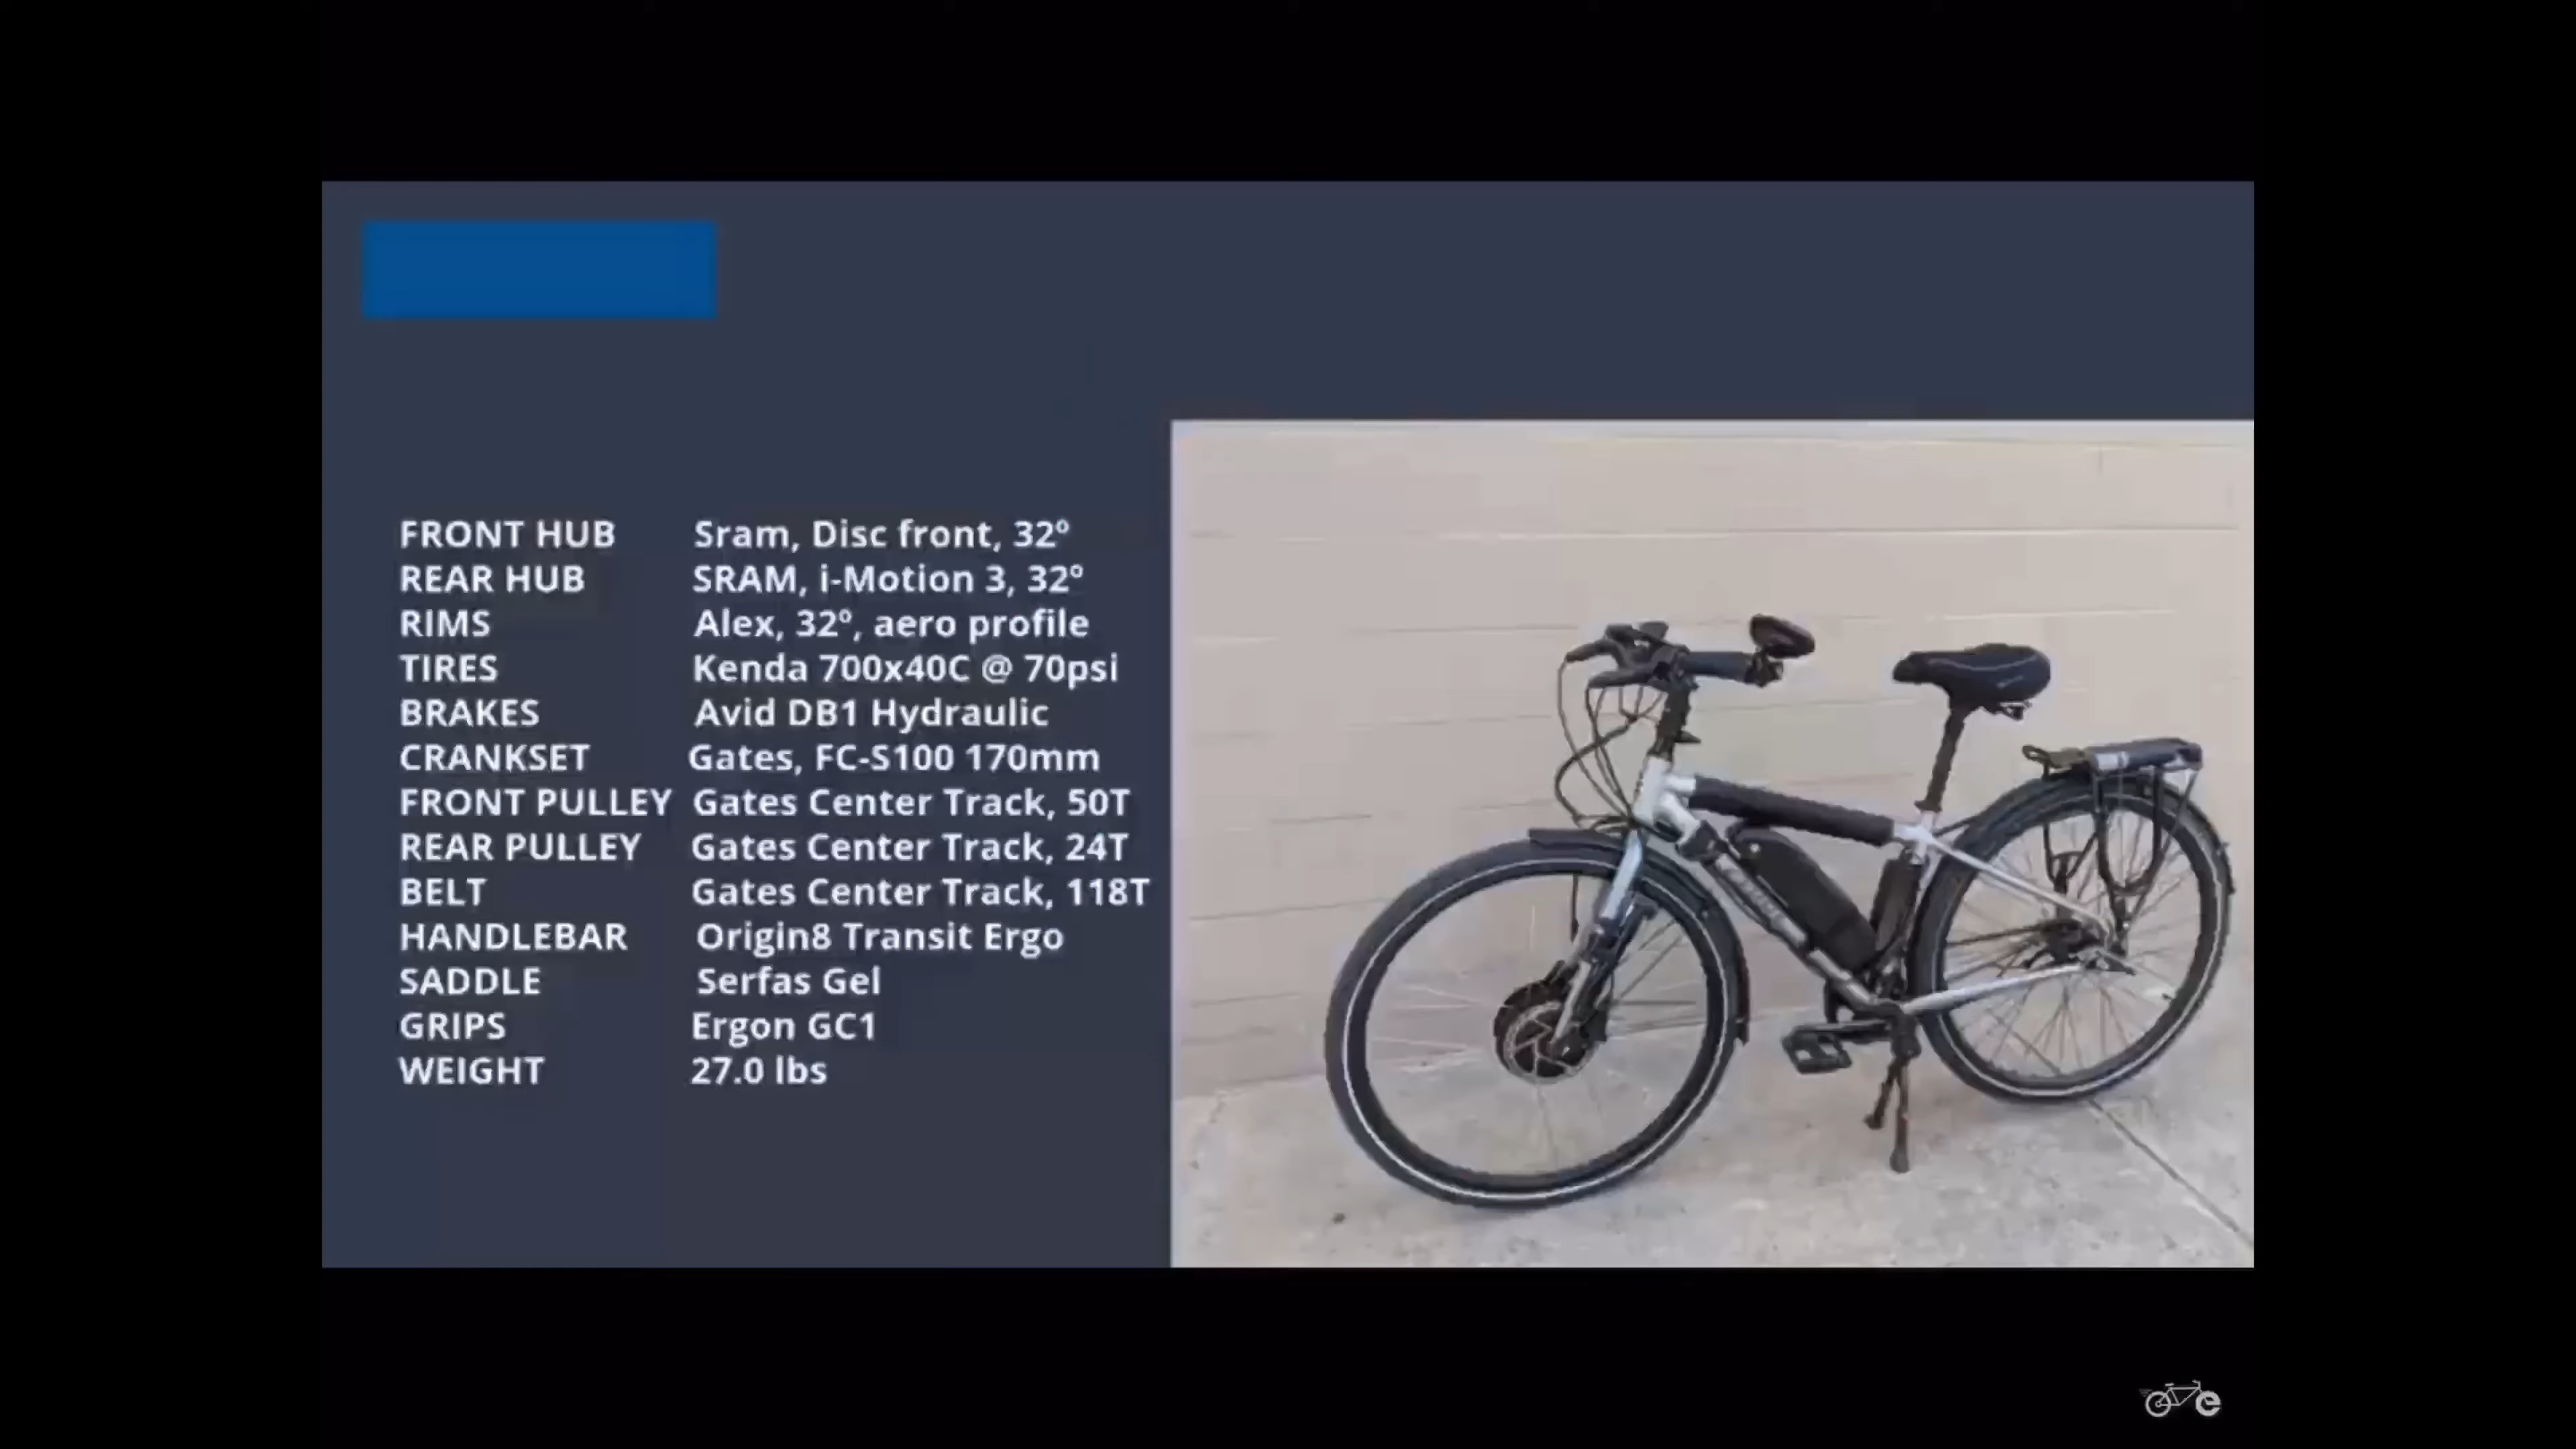 FRONT HUB Sram, Disc front, 32º
REAR HUB SRAM, i-Motion 3, 32º
RIMS Alex, 32º, aero profile
TIRES Kenda 700x40C @ 70psi
BRAKES Avid DB1 Hydraulic
CRANKSET Gates, FC-S100 170mm
FRONT PULLEY Gates Center Track, 50T
REAR PULLEY Gates Center Track, 24T
BELT Gates Center Track, 118T
HANDLEBAR Origin8 Transit Ergo
SADDLE Serfas Gel
GRIPS Ergon GC1
WEIGHT 27.0 lbs